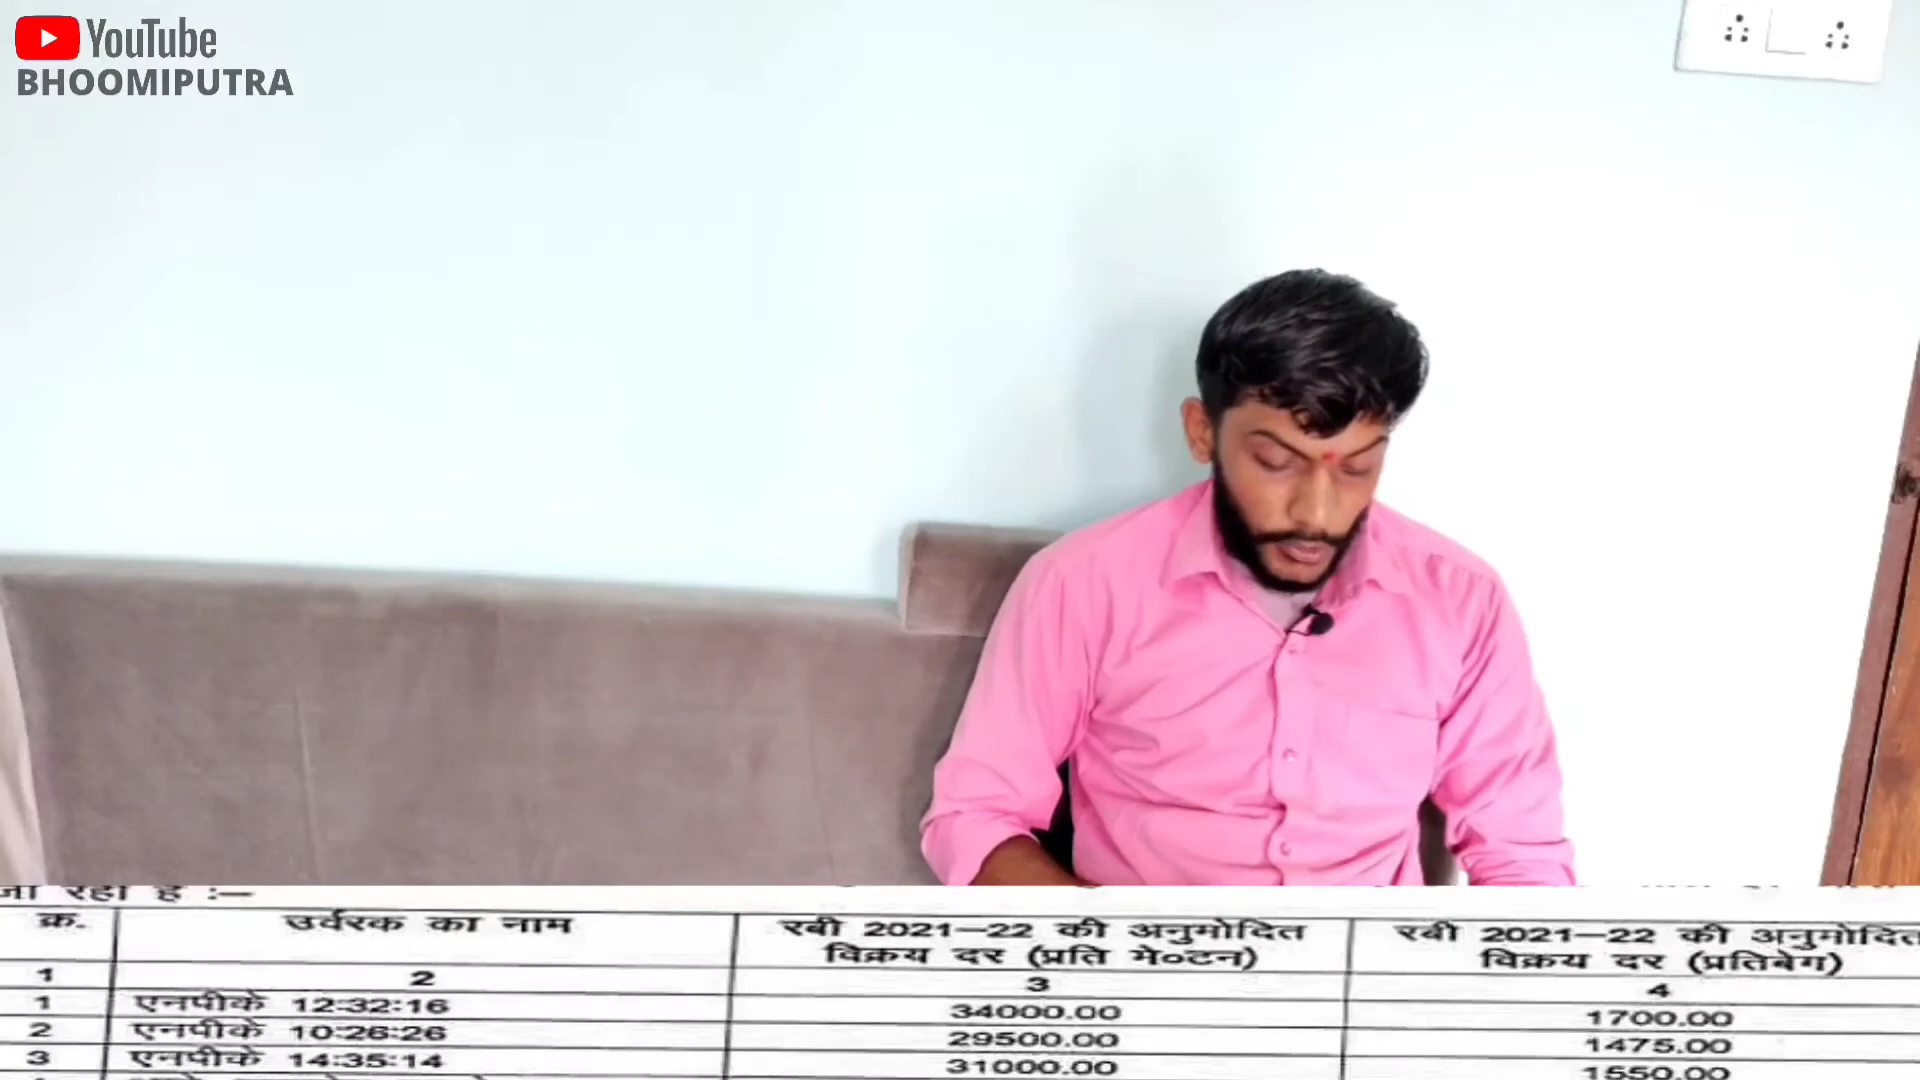 YouTube
BHOOMIPUTRA
जा रहा है :—
क्र. उर्वरक का नाम रबी 2021—22 की अनुमोदित विक्रय दर (प्रति मे०टन) रबी 2021—22 की अनुमोदित विक्रय दर (प्रतिबेग)
1 2 3 4
1 एनपीके 12:32:16 34000.00 1700.00
2 एनपीके 10:26:26 29500.00 1475.00
3 एनपीके 14:35:14 31000.00 1550.00